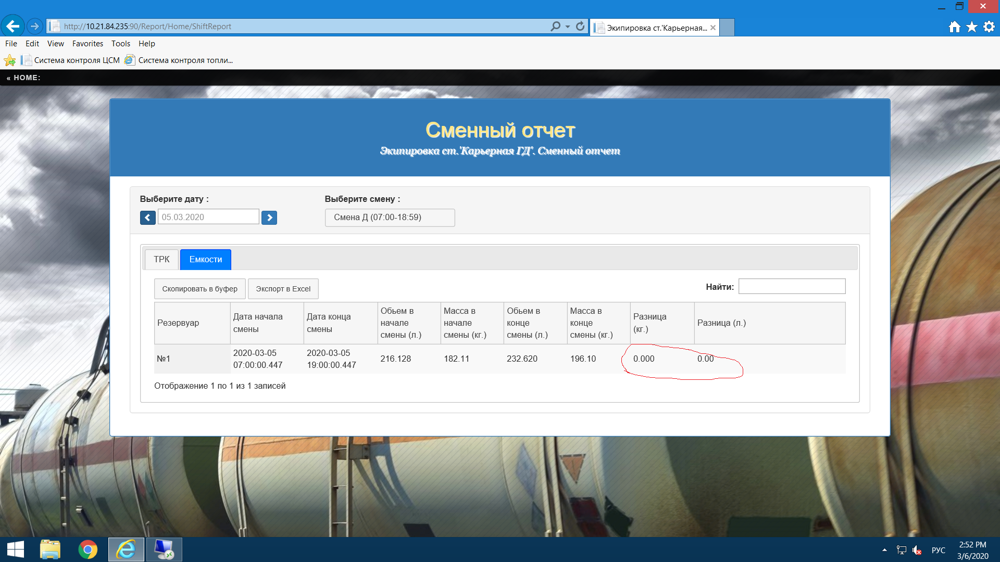 http://10.21.84.235:90/Report/Home/ShiftReport
Экипировка ст.'Карьерная...
File Edit View Favorites Tools Help
Система контроля ЦСМ Система контроля топли...
« HOME:
Сменный отчет
Экипировка ст.'Карьерная ГД'. Сменный отчет
Выберите дату : Выберите смену :
05.03.2020 Смена Д (07:00-18:59)
ТРК Емкости
Скопировать в буфер Экспорт в Excel Найти:
Резервуар
Дата начала
смены
Дата конца
смены
Обьем в
начале
смены (л.)
Масса в
начале
смены (кг.)
Обьем в
конце
смены (л.)
Масса в
конце
смены (кг.)
Разница
(кг.)
Разница (л.)
№1
2020-03-05
07:00:00.447
2020-03-05
19:00:00.447
216.128
182.11
232.620
196.10
0.000
0.00
Отображение 1 по 1 из 1 записей
РУС
2:52 PM
3/6/2020